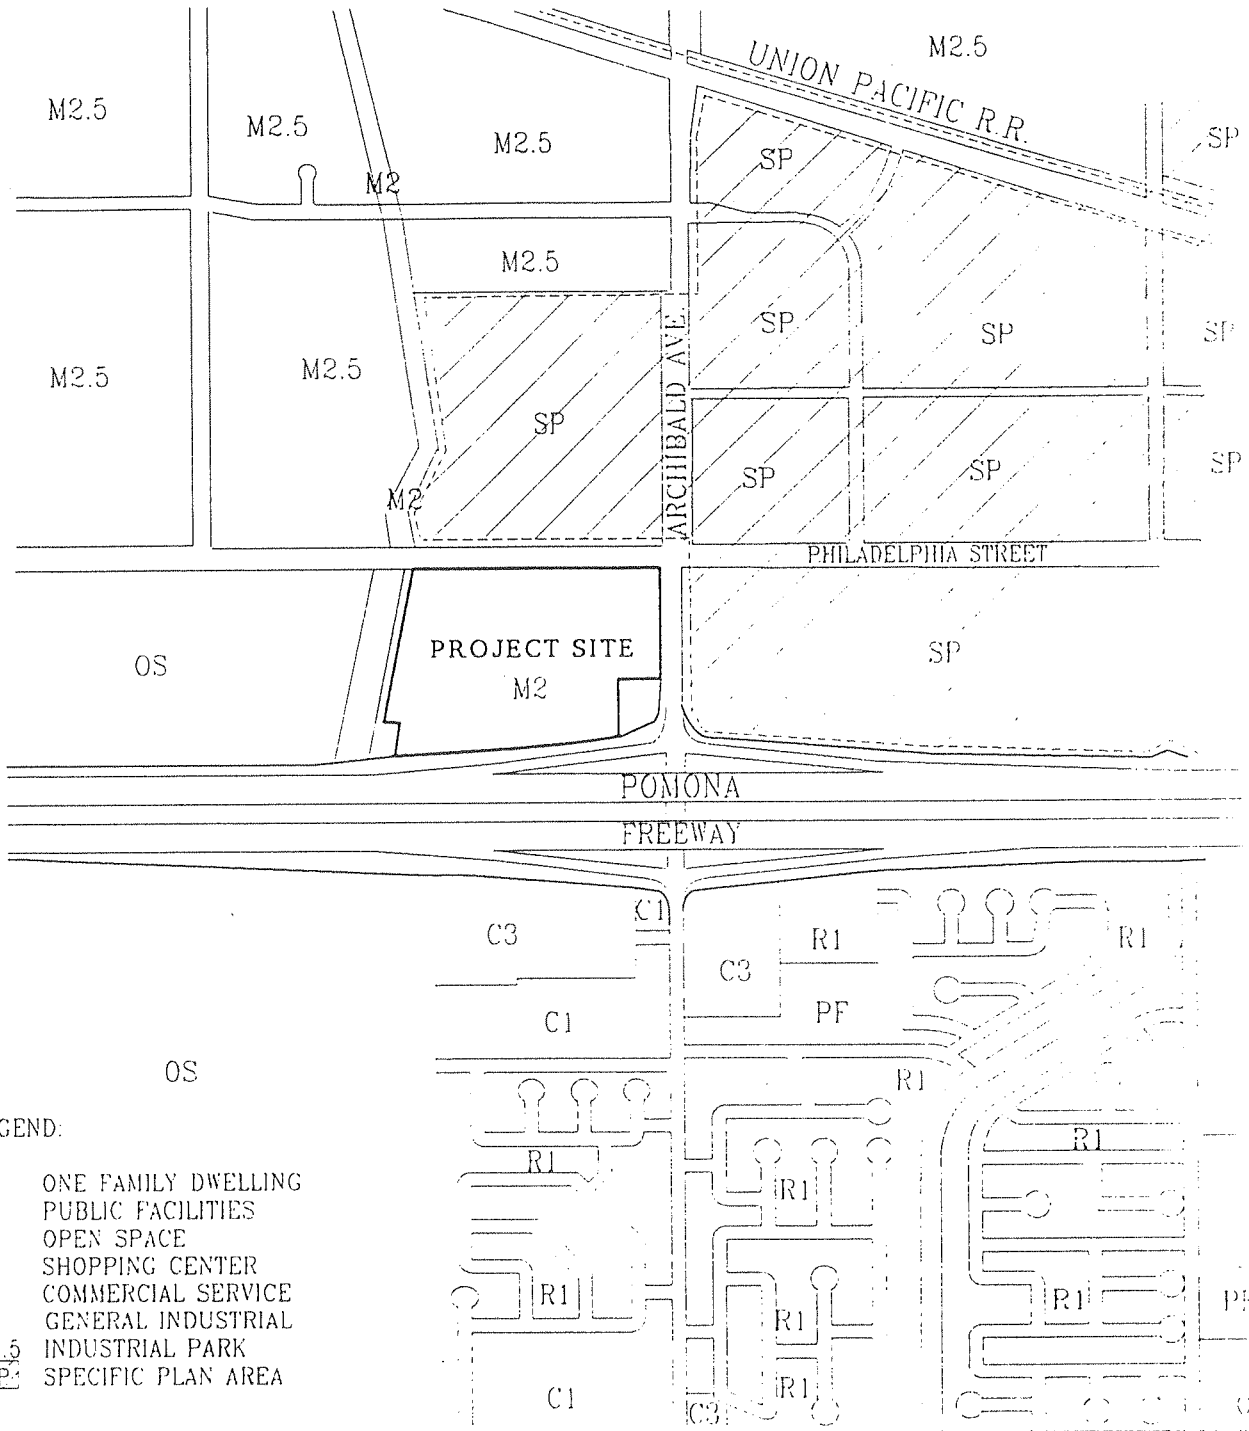 M2.5
UNION PACIFIC R.R.
M2.5
M2.5
M2.5
SP
SP
M2
M2.5
SP
SP
SP
M2.5
M2.5
ARCHIBALD AVE.
SP
SP
SP
SP
M2
PHILADELPHIA STREET
PROJECT SITE
M2
OS
SP
POMONA
FREEWAY
C1
C3
R1
R1
C3
C1
PF
OS
R1
R1
R1
R1
R1
R1
R1
R1
C1
C3
GEND:
ONE FAMILY DWELLING
PUBLIC FACILITIES
OPEN SPACE
SHOPPING CENTER
COMMERCIAL SERVICE
GENERAL INDUSTRIAL
.5 INDUSTRIAL PARK
P SPECIFIC PLAN AREA